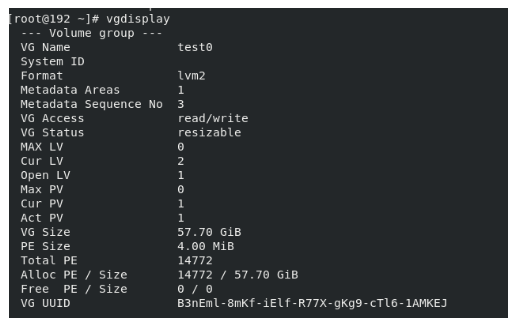 [root@192 ~]# vgdisplay
--- Volume group ---
VG Name test0
System ID
Format lvm2
Metadata Areas 1
Metadata Sequence No 3
VG Access read/write
VG Status resizable
MAX LV 0
Cur LV 2
Open LV 1
Max PV 0
Cur PV 1
Act PV 1
VG Size 57.70 GiB
PE Size 4.00 MiB
Total PE 14772
Alloc PE / Size 14772 / 57.70 GiB
Free  PE / Size 0 / 0
VG UUID B3nEml-8mKf-iElf-R77X-gKg9-cTl6-1AMKEJ